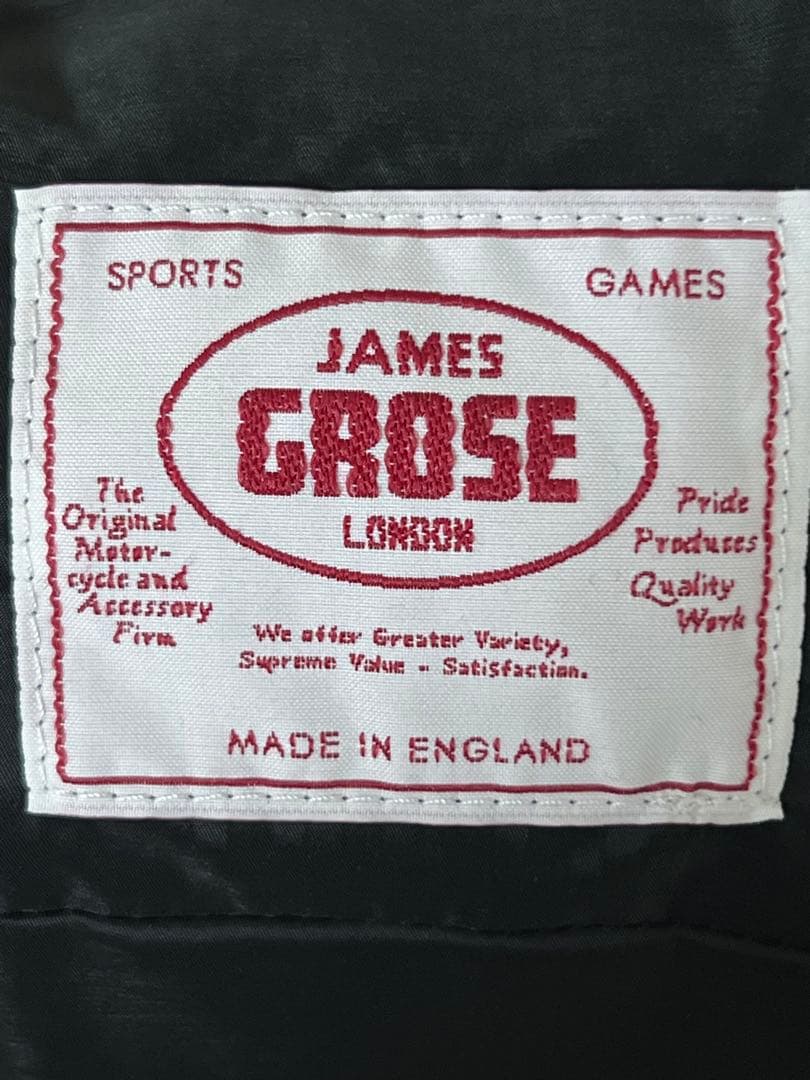 SPORTS
GAMES
JAMES
GROSE
LONDON
The
Original
Motor-
cycle and
Accessory
Firm
Pride
Produces
Quality
Work
We offer Greater Variety,
Supreme Value - Satisfaction.
MADE IN ENGLAND